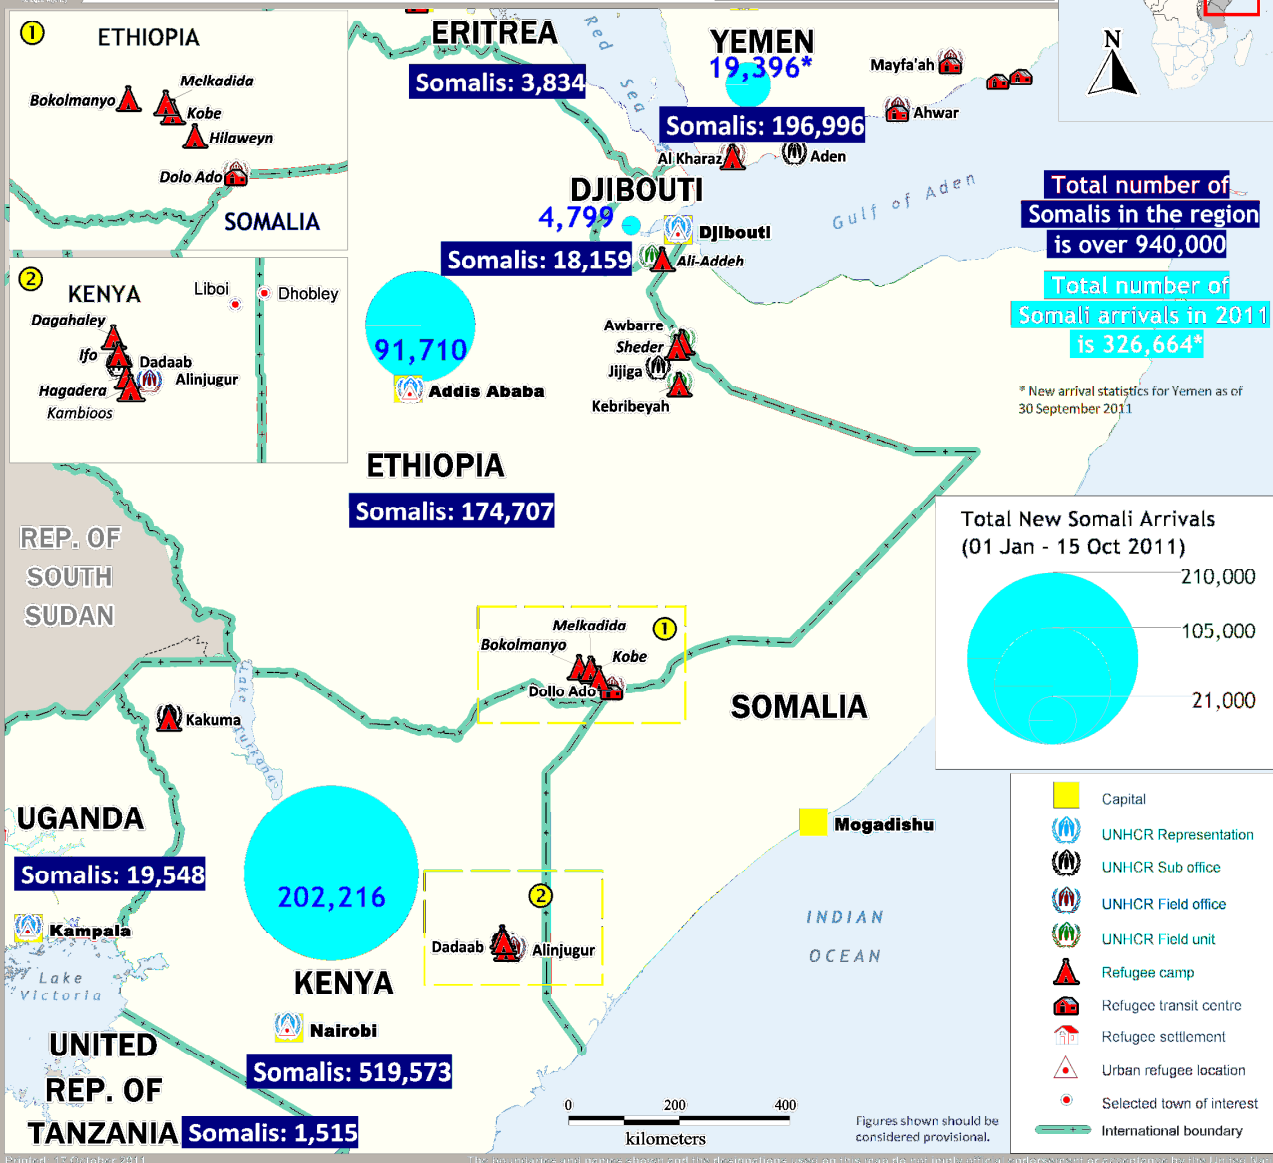 1
ETHIOPIA
Melkadida
Bokolmanyo
Kobe
Hilaweyn
Dolo Ado
SOMALIA
2
KENYA
Liboi
Dhobley
Dagahaley
Ifo
Dadaab
Alinjugur
Hagadera
Kambioos
ERITREA
Somalis: 3,834
Red Sea
YEMEN
19,396*
Somalis: 196,996
Mayfa'ah
Ahwar
Al Kharaz
Aden
N
DJIBOUTI
4,799
Djibouti
Somalis: 18,159
Ali-Addeh
Gulf of Aden
Total number of
Somalis in the region
is over 940,000
Total number of
Somali arrivals in 2011
is 326,664*
* New arrival statistics for Yemen as of
30 September 2011
91,710
Addis Ababa
Awbarre
Sheder
Jijiga
Kebribeyah
ETHIOPIA
Somalis: 174,707
REP. OF
SOUTH
SUDAN
Total New Somali Arrivals
(01 Jan - 15 Oct 2011)
210,000
105,000
21,000
Melkadida
1
Bokolmanyo
Kobe
Dollo Ado
SOMALIA
Kakuma
Lake Turkana
UGANDA
Somalis: 19,548
Kampala
Lake
Victoria
202,216
KENYA
Nairobi
Somalis: 519,573
2
Dadaab
Alinjugur
Mogadishu
INDIAN
OCEAN
UNITED
REP. OF
TANZANIA
Somalis: 1,515
0 200 400
kilometers
Figures shown should be
considered provisional.
Capital
UNHCR Representation
UNHCR Sub office
UNHCR Field office
UNHCR Field unit
Refugee camp
Refugee transit centre
Refugee settlement
Urban refugee location
Selected town of interest
International boundary